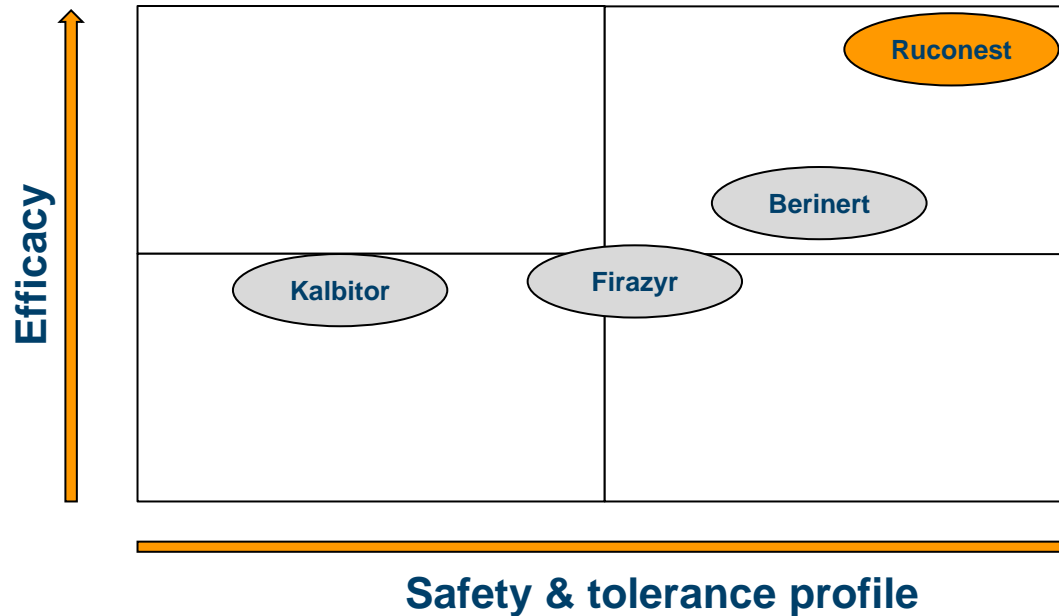 Ruconest
Berinert
Firazyr
Kalbitor
Efficacy
Safety & tolerance profile